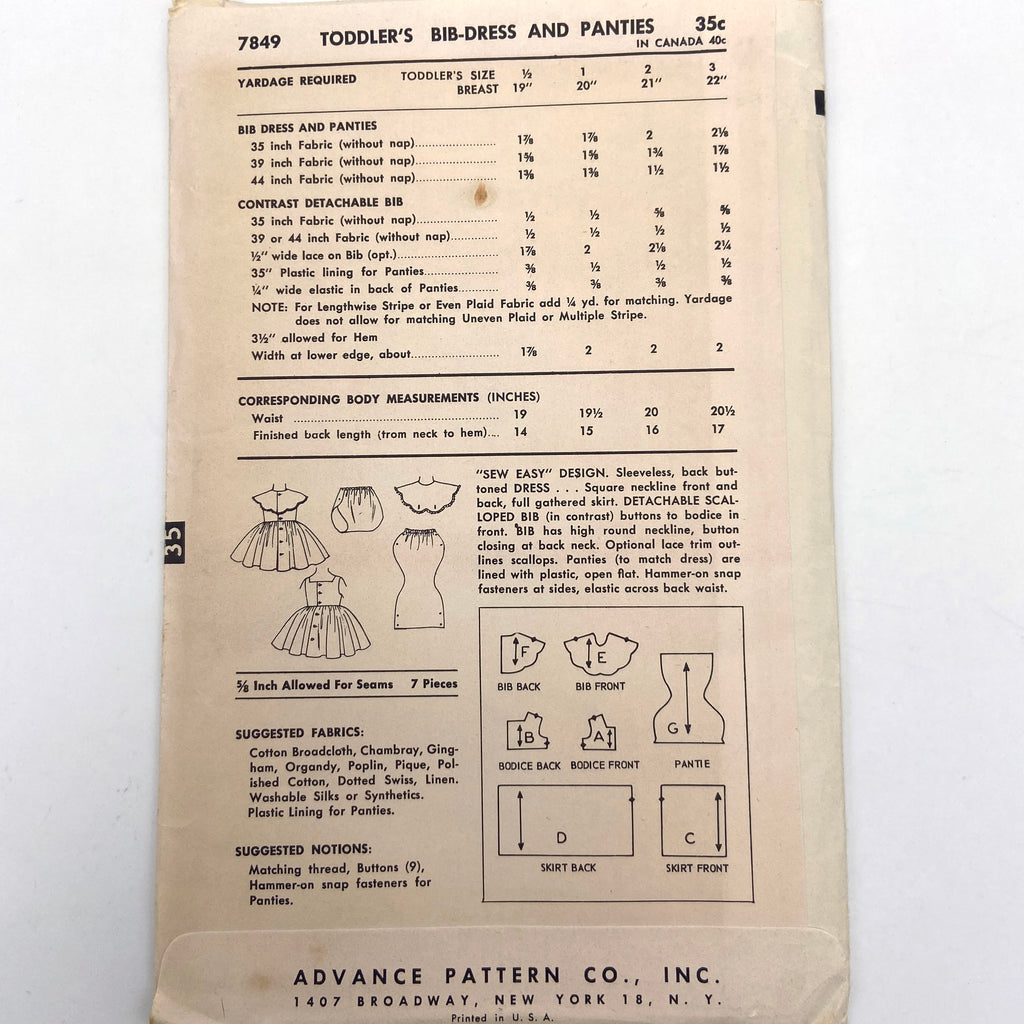 7849 TODDLER'S BIB-DRESS AND PANTIES 35c
IN CANADA 40c
YARDAGE REQUIRED TODDLER'S SIZE ½ 1 2 3
BREAST 19" 20" 21" 22"
BIB DRESS AND PANTIES
35 inch Fabric (without nap)........................ 1⅞ 1⅞ 2 2⅛
39 inch Fabric (without nap)........................ 1⅝ 1⅝ 1¾ 1⅞
44 inch Fabric (without nap)........................ 1⅜ 1⅜ 1½ 1½
CONTRAST DETACHABLE BIB
35 inch Fabric (without nap)........................ ½ ½ ⅝ ⅝
39 or 44 inch Fabric (without nap)............. ½ ½ ½ ½
½" wide lace on Bib (opt.)............................ 1⅞ 2 2⅛ 2¼
35" Plastic lining for Panties..................... ⅜ ½ ½ ½
¼" wide elastic in back of Panties........... ⅜ ⅜ ⅜ ⅜
NOTE: For Lengthwise Stripe or Even Plaid Fabric add ¼ yd. for matching. Yardage
does not allow for matching Uneven Plaid or Multiple Stripe.
3½" allowed for Hem
Width at lower edge, about......................... 1⅞ 2 2 2
CORRESPONDING BODY MEASUREMENTS (INCHES)
Waist .................................................. 19 19½ 20 20½
Finished back length (trom neck to hem).... 14 15 16 17
"SEW EASY" DESIGN. Sleeveless, back but-
toned DRESS . . . Square neckline front and
back, full gathered skirt. DETACHABLE SCAL-
LOPED BIB (in contrast) buttons to bodice in
front. BIB has high round neckline, button
closing at back neck. Optional lace trim out-
lines scallops. Panties (to match dress) are
lined with plastic, open flat. Hammer-on snap
fasteners at sides, elastic across back waist.
35
⅝ Inch Allowed For Seams 7 Pieces
SUGGESTED FABRICS:
Cotton Broadcloth, Chambray, Ging-
ham, Organdy, Poplin, Pique, Pol-
ished Cotton, Dotted Swiss, Linen.
Washable Silks or Synthetics.
Plastic Lining for Panties.
SUGGESTED NOTIONS:
Matching thread, Buttons (9),
Hammer-on snap fasteners for
Panties.
F E
BIB BACK BIB FRONT
G
B A
BODICE BACK BODICE FRONT PANTIE
D C
SKIRT BACK SKIRT FRONT
ADVANCE PATTERN CO., INC.
1407 BROADWAY, NEW YORK 18, N. Y.
Printed in U. S. A.